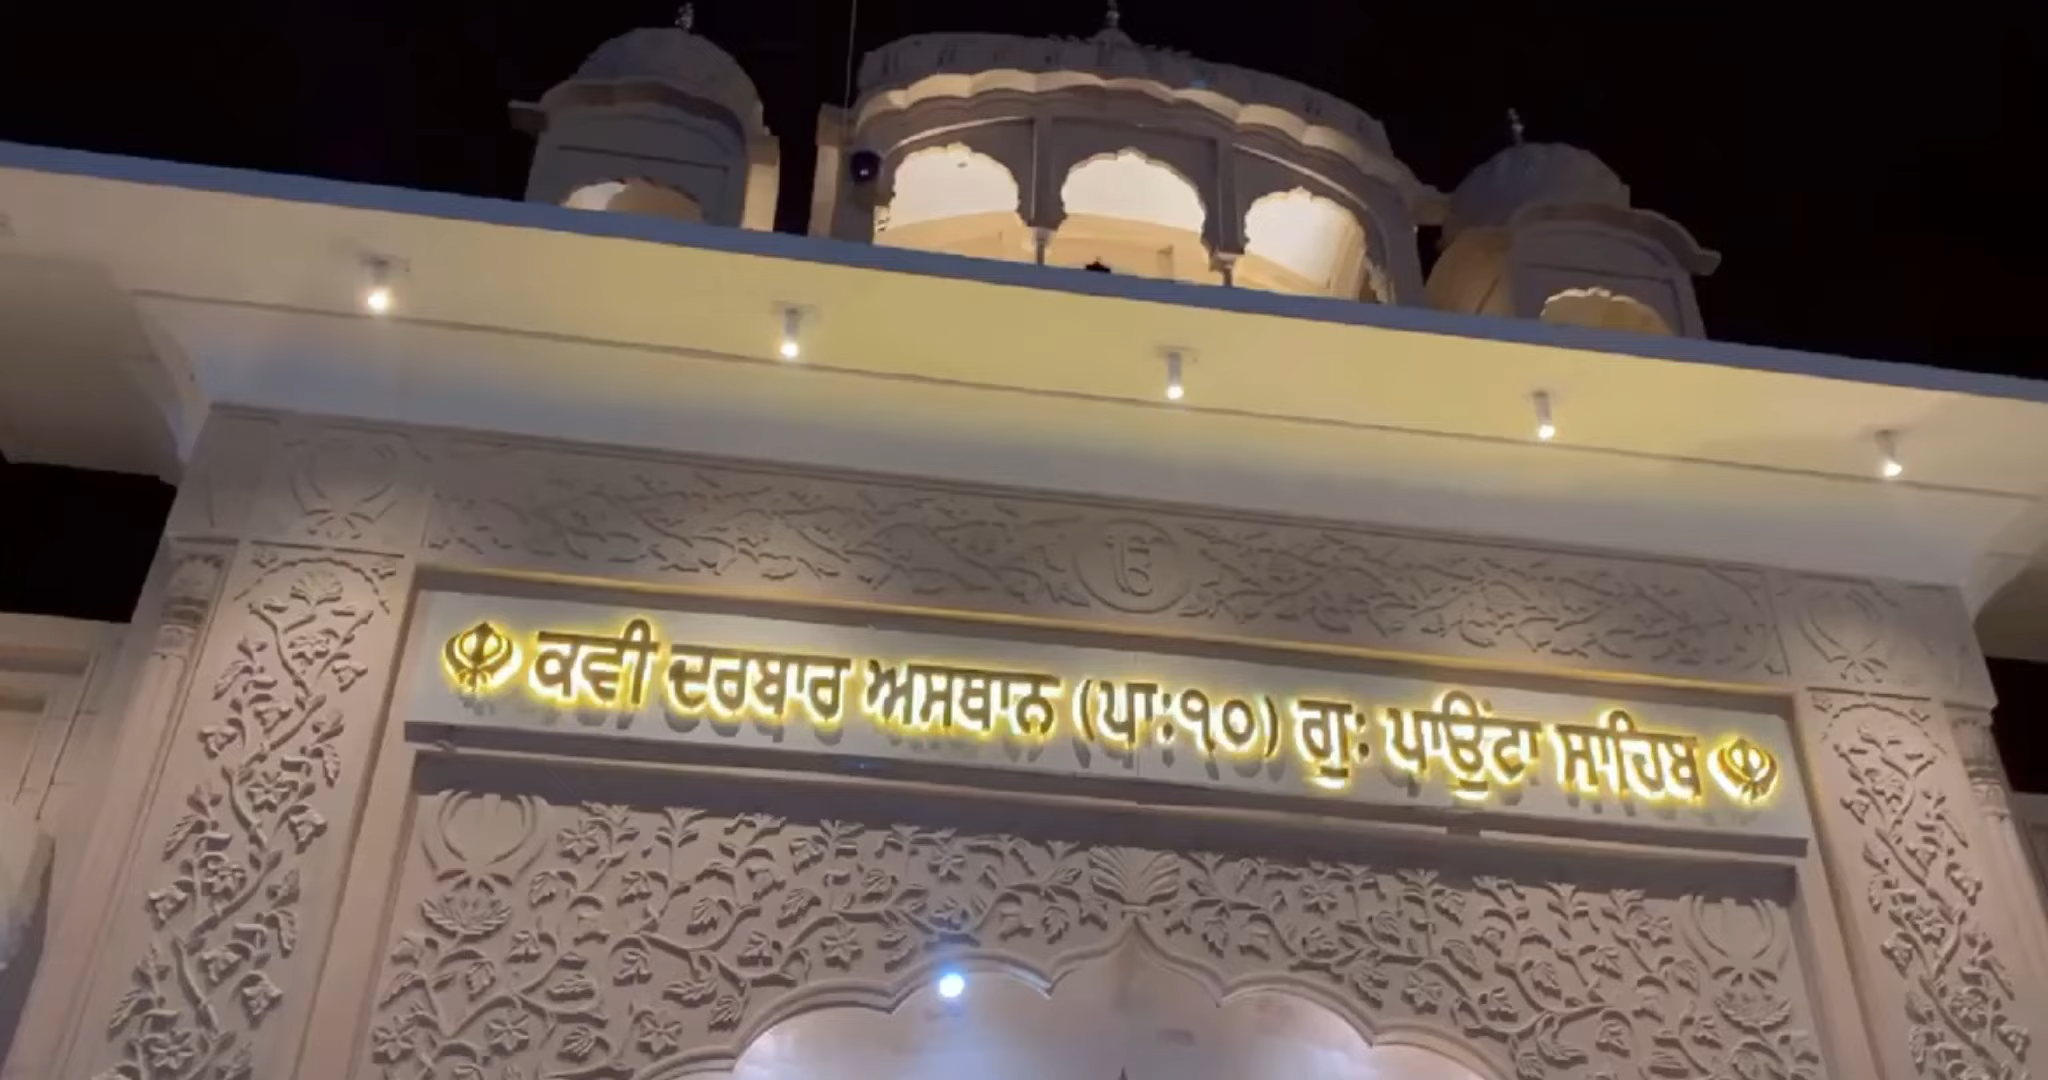 ੴ
☬ ਕਵੀ ਦਰਬਾਰ ਅਸਥਾਨ (ਪਾ:੧੦) ਗੁ: ਪਾਉਂਟਾ ਸਾਹਿਬ ☬